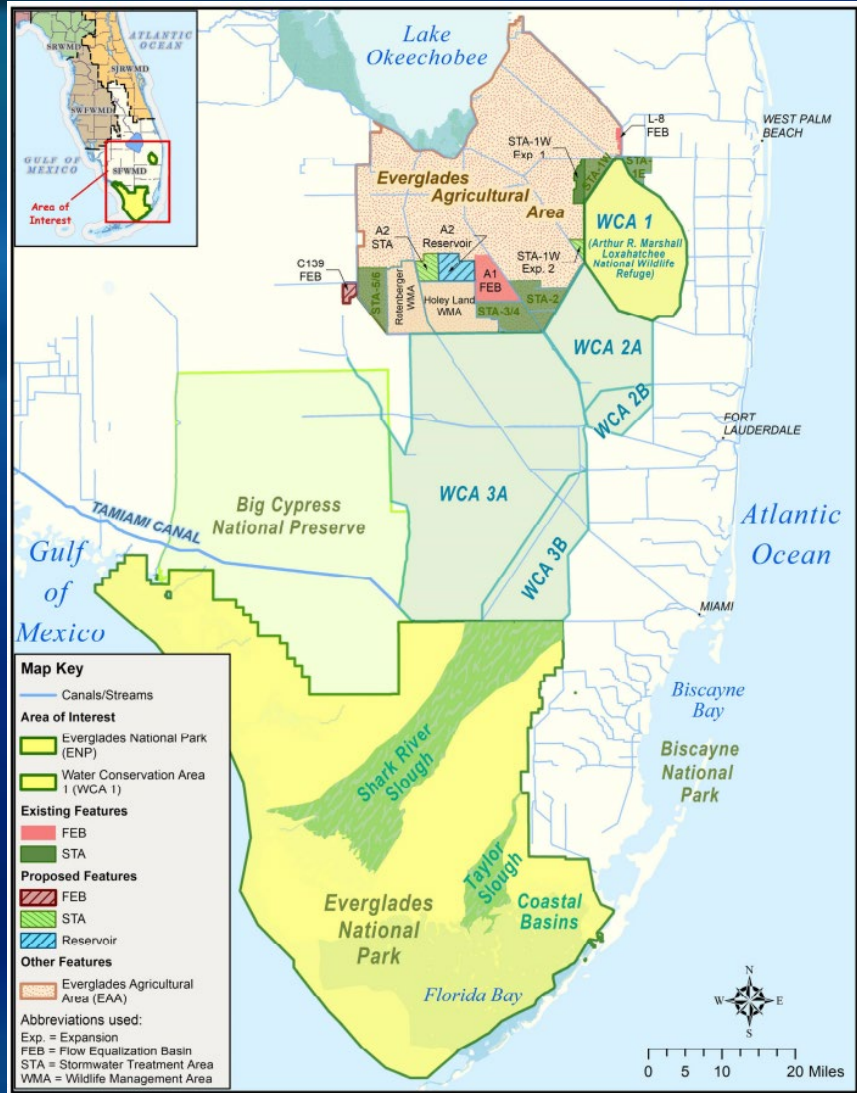 ATLANTIC
OCEAN
SRWMD
SJRWMD
SWFWMD
GULF OF
MEXICO
SFWMD
Area of
Interest
Lake
Okeechobee
L-8
FEB
WEST PALM
BEACH
STA-1W
Exp. 1
STA-1W
STA-
1E
Everglades
Agricultural
Area
WCA 1
(Arthur R. Marshall
Loxahatchee
National Wildlife
Refuge)
A2
STA
A2
Reservoir
STA-1W
Exp. 2
C139
FEB
STA-5/6
Rotenberger
WMA
Holey Land
WMA
A1
FEB
STA-3/4
STA-2
WCA 2A
WCA 2B
FORT
LAUDERDALE
WCA 3A
Big Cypress
National Preserve
TAMIAMI CANAL
WCA 3B
Atlantic
Ocean
Gulf
of
Mexico
MIAMI
Biscayne
Bay
Biscayne
National
Park
Shark River
Slough
Taylor
Slough
Coastal
Basins
Everglades
National
Park
Florida Bay
Map Key
Canals/Streams
Area of Interest
Everglades National Park
(ENP)
Water Conservation Area
1 (WCA 1)
Existing Features
FEB
STA
Proposed Features
FEB
STA
Reservoir
Other Features
Everglades Agricultural
Area (EAA)
Abbreviations used:
Exp. = Expansion
FEB = Flow Equalization Basin
STA = Stormwater Treatment Area
WMA = Wildlife Management Area
N
W E
S
0 5 10 20 Miles